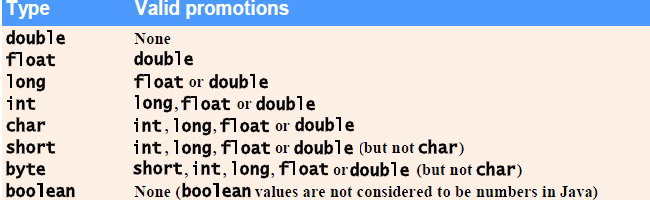 Type Valid promotions
double None
float double
long float or double
int long, float or double
char int, long, float or double
short int, long, float or double (but not char)
byte short, int, long, float or double (but not char)
boolean None (boolean values are not considered to be numbers in Java)